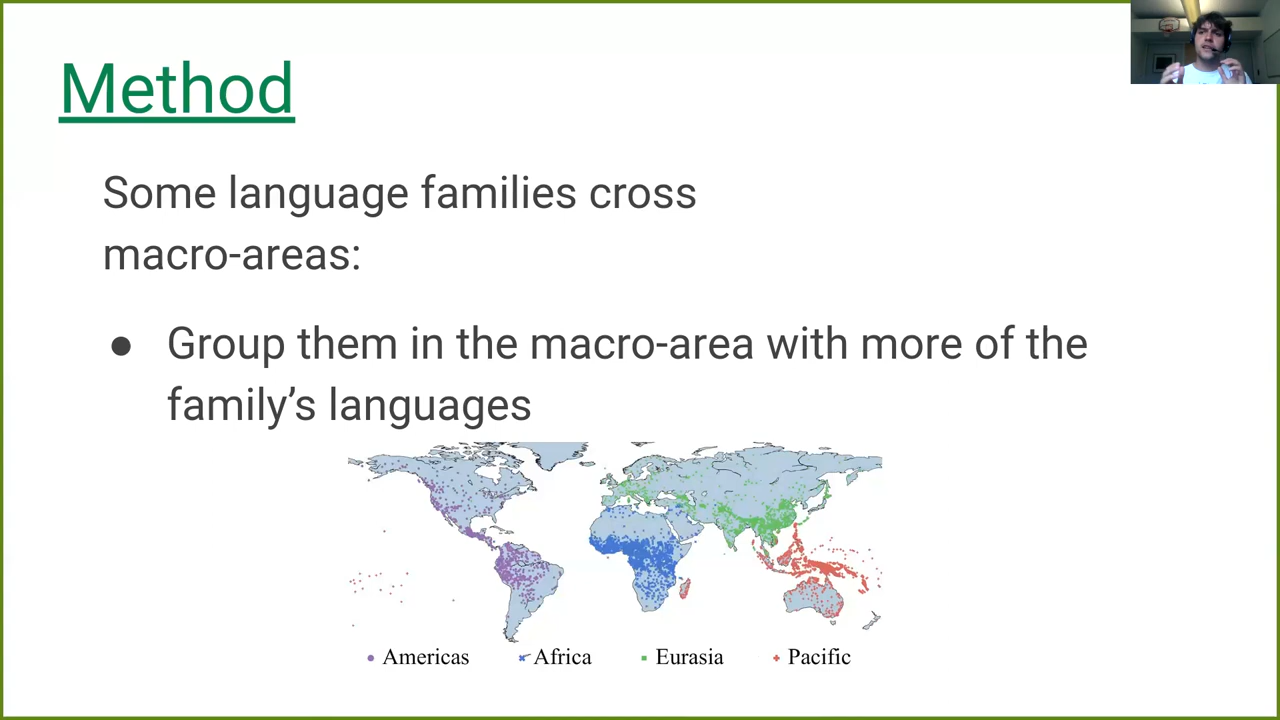 Method
Some language families cross
macro-areas:
● Group them in the macro-area with more of the
family’s languages
Americas Africa Eurasia Pacific